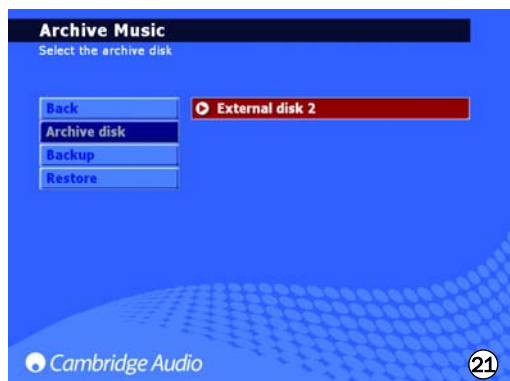 Archive Music
Select the archive disk
Back
External disk 2
Archive disk
Backup
Restore
Cambridge Audio
21